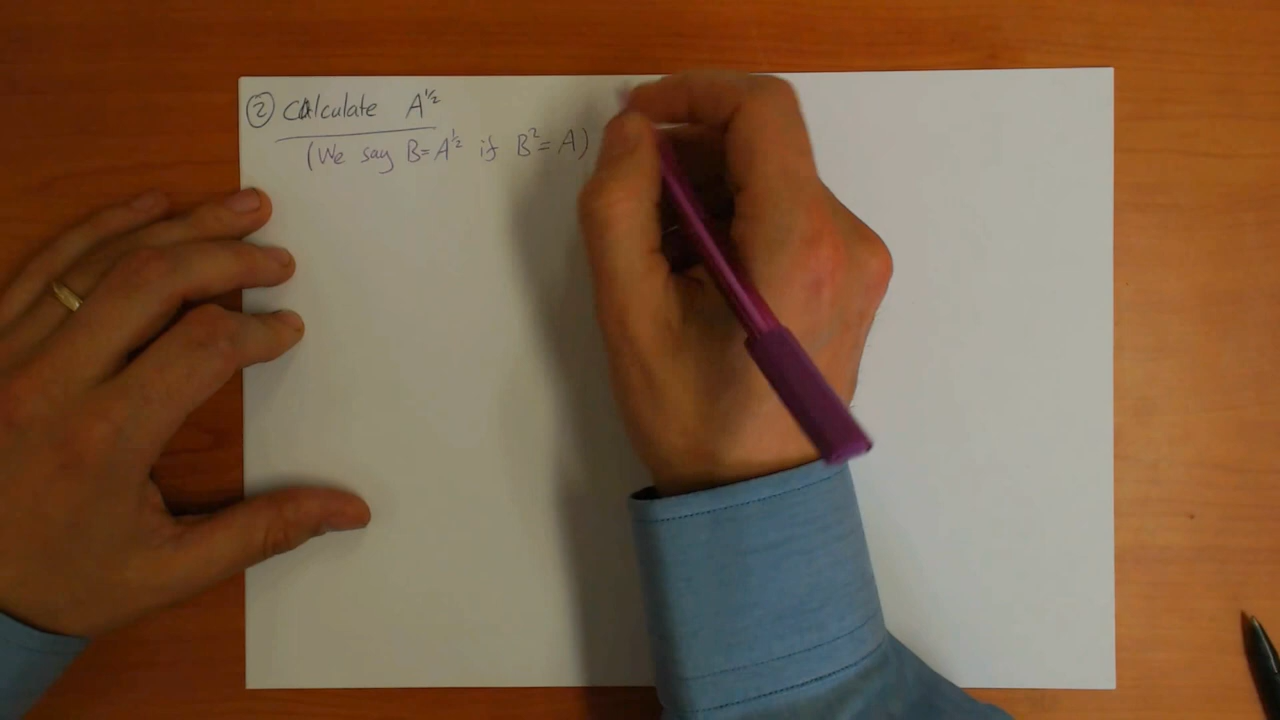 ② Calculate A^½
(We say B=A^½ if B²=A)